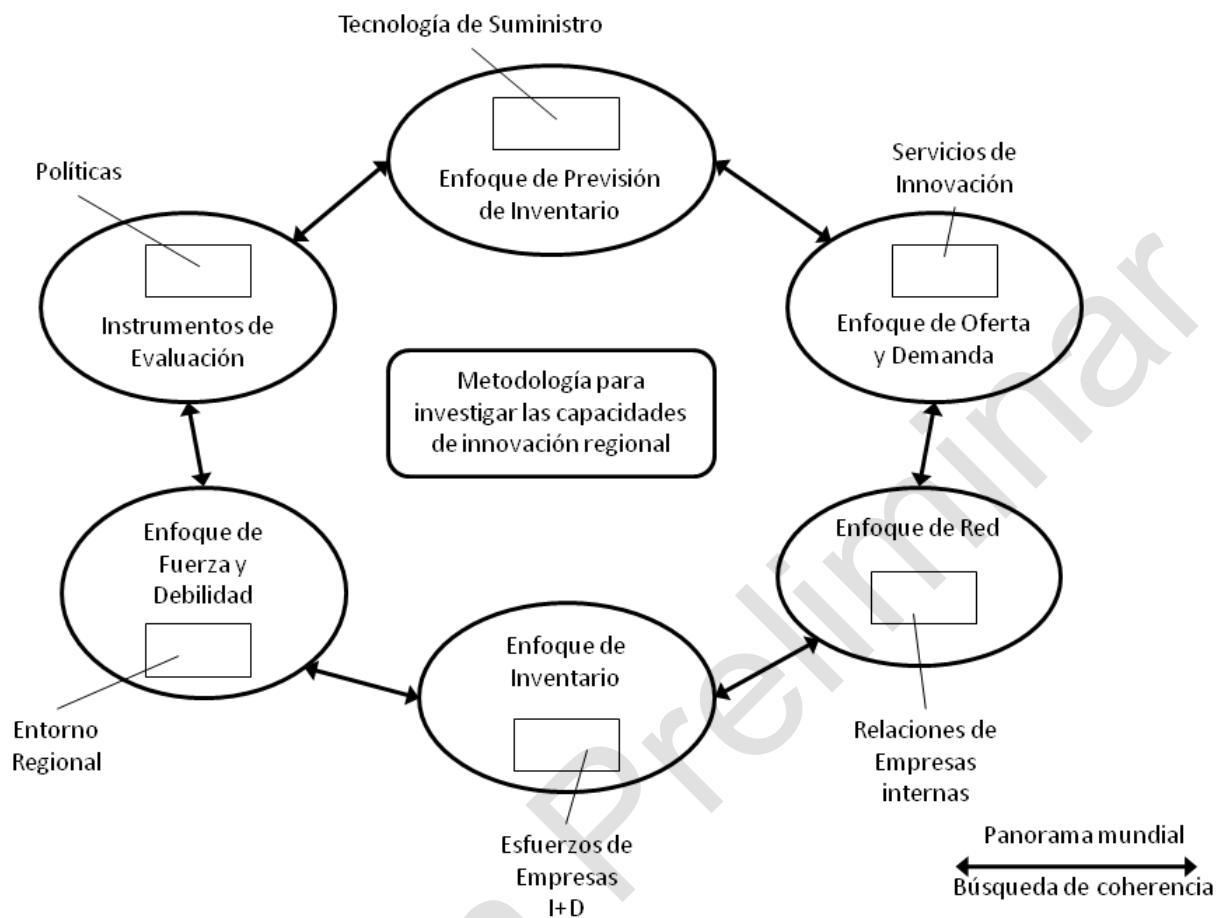 Tecnología de Suministro
Enfoque de Previsión
de Inventario
Políticas
Instrumentos de
Evaluación
Servicios de
Innovación
Enfoque de Oferta
y Demanda
Metodología para
investigar las capacidades
de innovación regional
Enfoque de
Fuerza y
Debilidad
Entorno
Regional
Enfoque de
Inventario
Esfuerzos de
Empresas
I+D
Enfoque de Red
Relaciones de
Empresas
internas
Panorama mundial
Búsqueda de coherencia
Preliminar